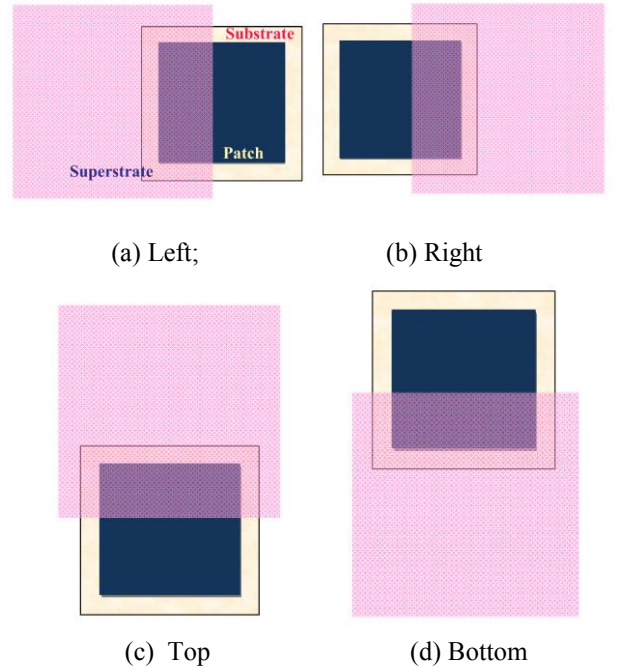 Substrate
Patch
Superstrate
(a) Left;
(b) Right
(c) Top
(d) Bottom